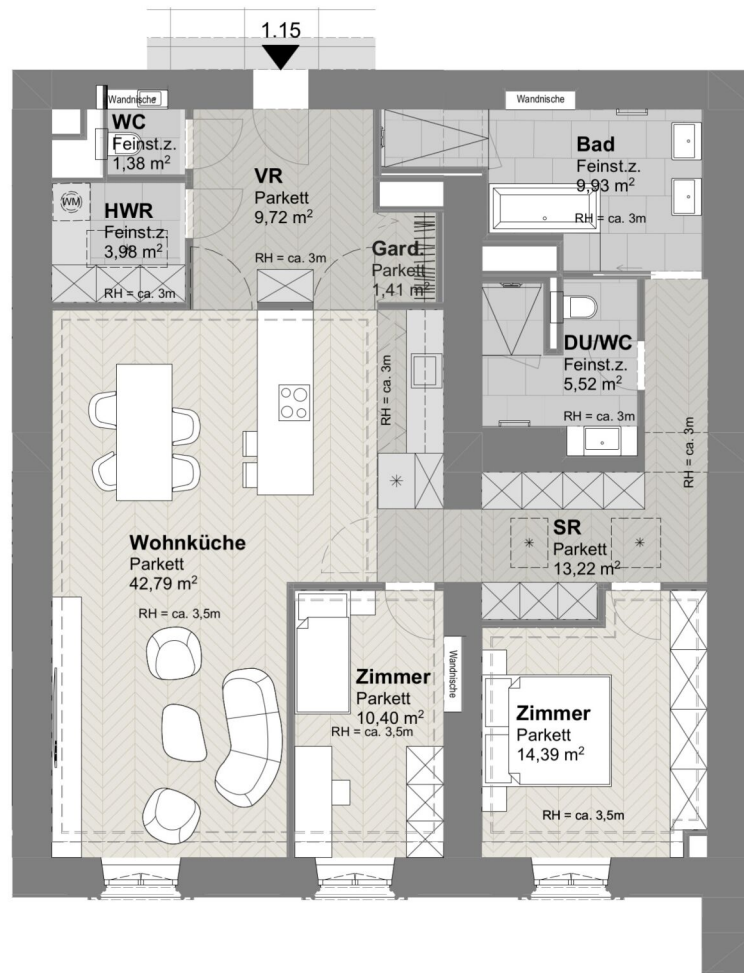 1.15
Wandnische
WC
Feinst.z.
1,38 m²
VR
Parkett
9,72 m²
Wandnische
Bad
Feinst.z.
9,93 m²
RH = ca. 3m
WM
HWR
Feinst.z.
3,98 m²
RH = ca. 3m
RH = ca. 3m
Gard.
Parkett
1,41 m²
RH = ca. 3m
DU/WC
Feinst.z.
5,52 m²
RH = ca. 3m
RH = ca. 3m
Wohnküche
Parkett
42,79 m²
RH = ca. 3,5m
SR
Parkett
13,22 m²
Zimmer
Parkett
10,40 m²
RH = ca. 3,5m
Wandnische
Zimmer
Parkett
14,39 m²
RH = ca. 3,5m